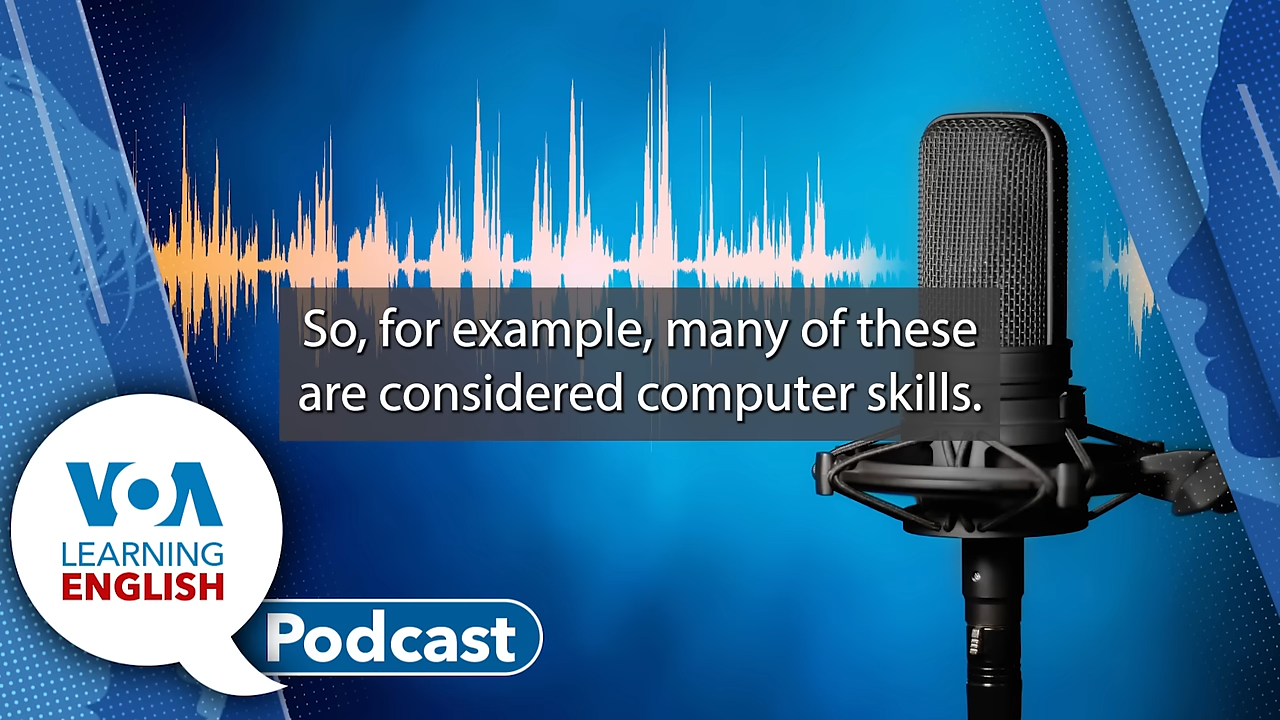 So, for example, many of these
are considered computer skills.
VOA
LEARNING
ENGLISH
Podcast